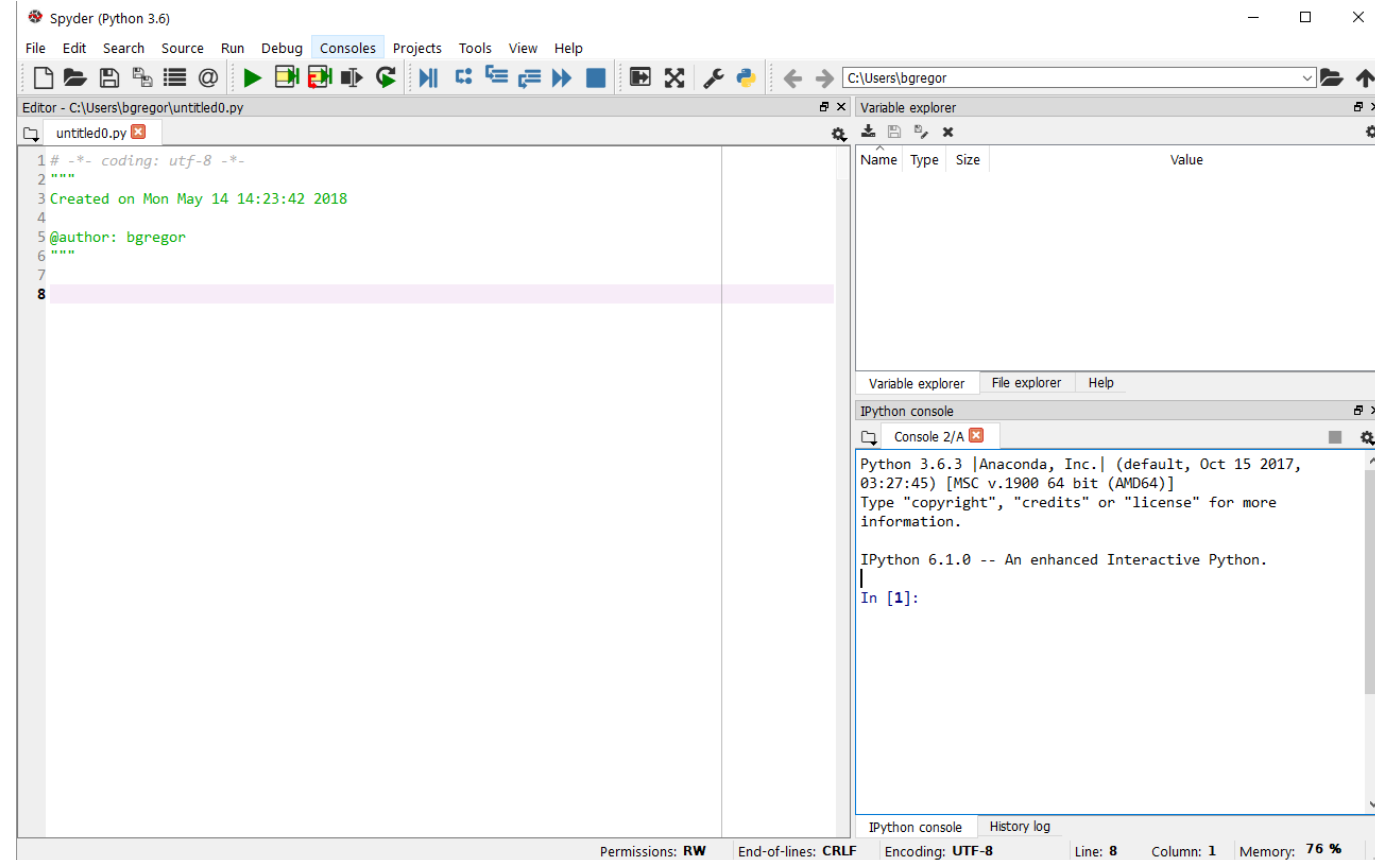 Spyder (Python 3.6)
File Edit Search Source Run Debug Consoles Projects Tools View Help
C:\Users\bgregor
Editor - C:\Users\bgregor\untitled0.py
untitled0.py
1 # -*- coding: utf-8 -*-
2 """
3 Created on Mon May 14 14:23:42 2018
4
5 @author: bgregor
6 """
7
8
Variable explorer
Name Type Size Value
Variable explorer File explorer Help
IPython console
Console 2/A
Python 3.6.3 |Anaconda, Inc.| (default, Oct 15 2017,
03:27:45) [MSC v.1900 64 bit (AMD64)]
Type "copyright", "credits" or "license" for more
information.
IPython 6.1.0 -- An enhanced Interactive Python.
In [1]:
IPython console History log
Permissions: RW End-of-lines: CRLF Encoding: UTF-8 Line: 8 Column: 1 Memory: 76 %